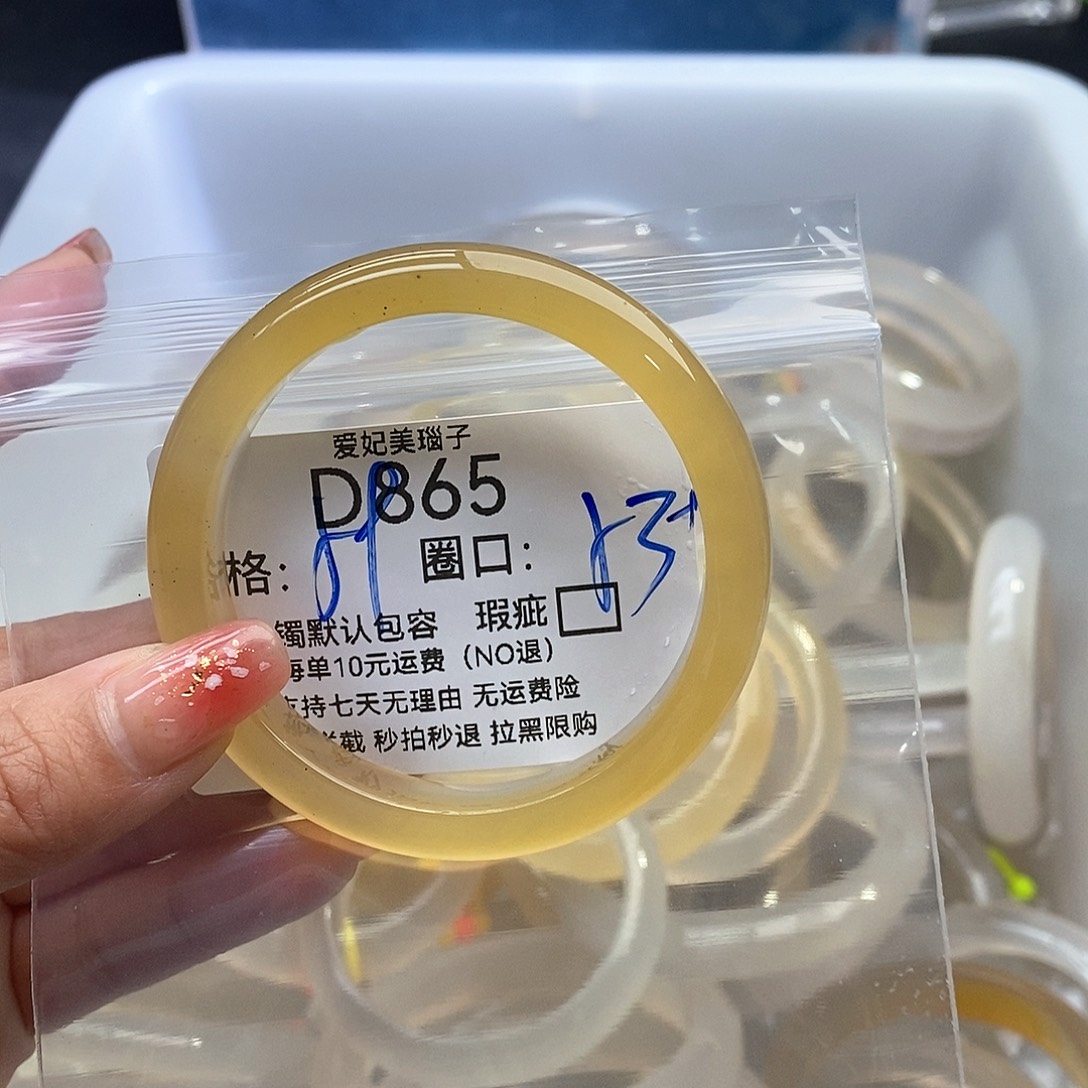 爱妃美瑙子
D865
格: 圈口: 53+
镯默认包容 瑕疵
每单10元运费（NO退）
支持七天无理由 无运费险
截 秒拍秒退 拉黑限购